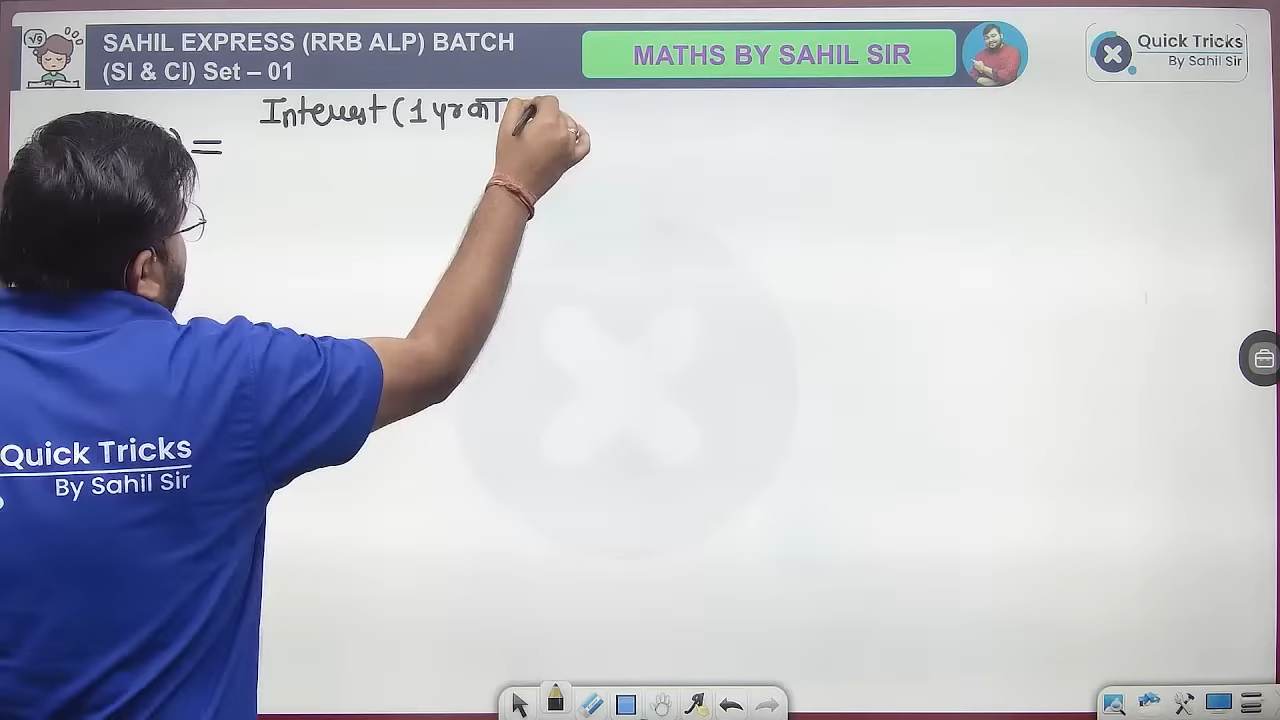 SAHIL EXPRESS (RRB ALP) BATCH
(SI & CI) Set – 01
MATHS BY SAHIL SIR
Quick Tricks
By Sahil Sir
Interest (1 yr का
) =
Quick Tricks
By Sahil Sir